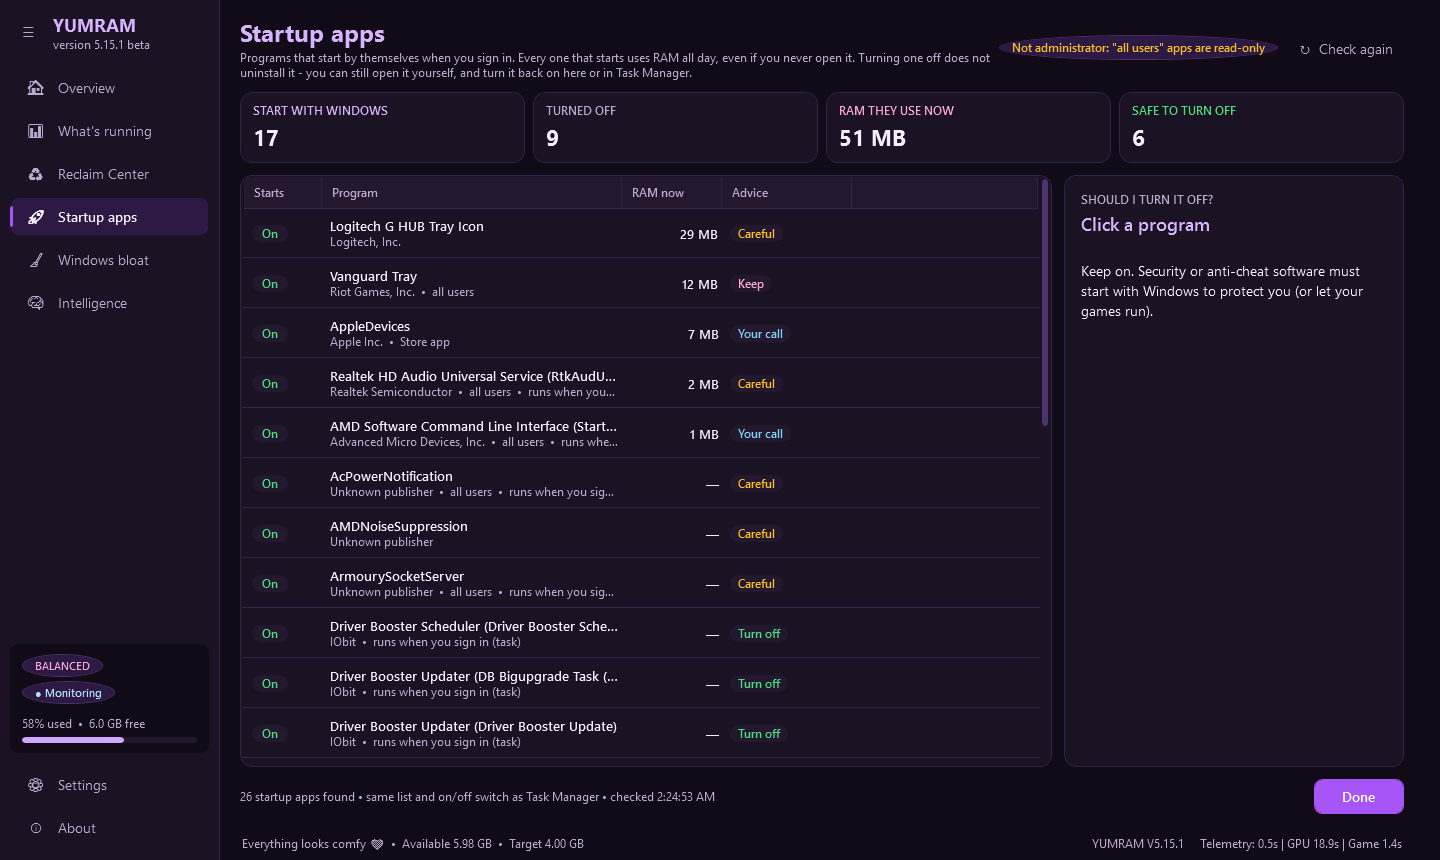 ☰ YUMRAM
version 5.15.1 beta
Overview
What's running
Reclaim Center
Startup apps
Windows bloat
Intelligence
BALANCED
● Monitoring
58% used • 6.0 GB free
Settings
About
Startup apps
Programs that start by themselves when you sign in. Every one that starts uses RAM all day, even if you never open it. Turning one off does not
uninstall it - you can still open it yourself, and turn it back on here or in Task Manager.
Not administrator: "all users" apps are read-only
↻ Check again
START WITH WINDOWS
17
TURNED OFF
9
RAM THEY USE NOW
51 MB
SAFE TO TURN OFF
6
Starts Program RAM now Advice
On Logitech G HUB Tray Icon 29 MB Careful
Logitech, Inc.
On Vanguard Tray 12 MB Keep
Riot Games, Inc. • all users
On AppleDevices 7 MB Your call
Apple Inc. • Store app
On Realtek HD Audio Universal Service (RtkAudU... 2 MB Careful
Realtek Semiconductor • all users • runs when you...
On AMD Software Command Line Interface (Start... 1 MB Your call
Advanced Micro Devices, Inc. • all users • runs whe...
On AcPowerNotification — Careful
Unknown publisher • all users • runs when you sig...
On AMDNoiseSuppression — Careful
Unknown publisher
On ArmourySocketServer — Careful
Unknown publisher • all users • runs when you sig...
On Driver Booster Scheduler (Driver Booster Sche... — Turn off
IObit • runs when you sign in (task)
On Driver Booster Updater (DB Bigupgrade Task (... — Turn off
IObit • runs when you sign in (task)
On Driver Booster Updater (Driver Booster Update) — Turn off
IObit • runs when you sign in (task)
SHOULD I TURN IT OFF?
Click a program
Keep on. Security or anti-cheat software must
start with Windows to protect you (or let your
games run).
26 startup apps found • same list and on/off switch as Task Manager • checked 2:24:53 AM
Done
Everything looks comfy 💜 • Available 5.98 GB • Target 4.00 GB
YUMRAM V5.15.1 Telemetry: 0.5s | GPU 18.9s | Game 1.4s